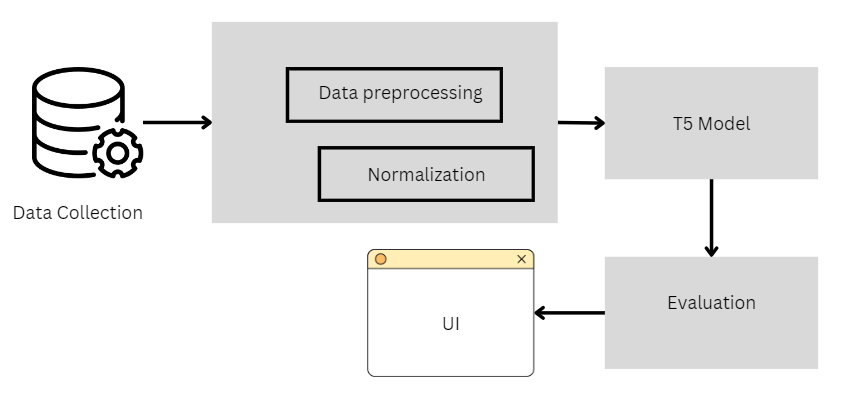 Data preprocessing
T5 Model
Normalization
Data Collection
Evaluation
UI